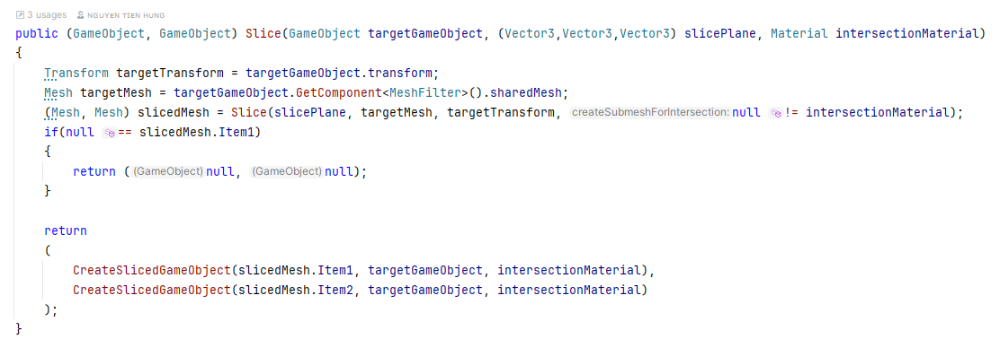 3 usages NGUYEN TIEN HUNG
public (GameObject, GameObject) Slice(GameObject targetGameObject, (Vector3,Vector3,Vector3) slicePlane, Material intersectionMaterial)
{
    Transform targetTransform = targetGameObject.transform;
    Mesh targetMesh = targetGameObject.GetComponent<MeshFilter>().sharedMesh;
    (Mesh, Mesh) slicedMesh = Slice(slicePlane, targetMesh, targetTransform, createSubmeshForIntersection: null != intersectionMaterial);
    if(null == slicedMesh.Item1)
    {
        return ((GameObject) null, (GameObject) null);
    }

    return
    (
        CreateSlicedGameObject(slicedMesh.Item1, targetGameObject, intersectionMaterial),
        CreateSlicedGameObject(slicedMesh.Item2, targetGameObject, intersectionMaterial)
    );
}